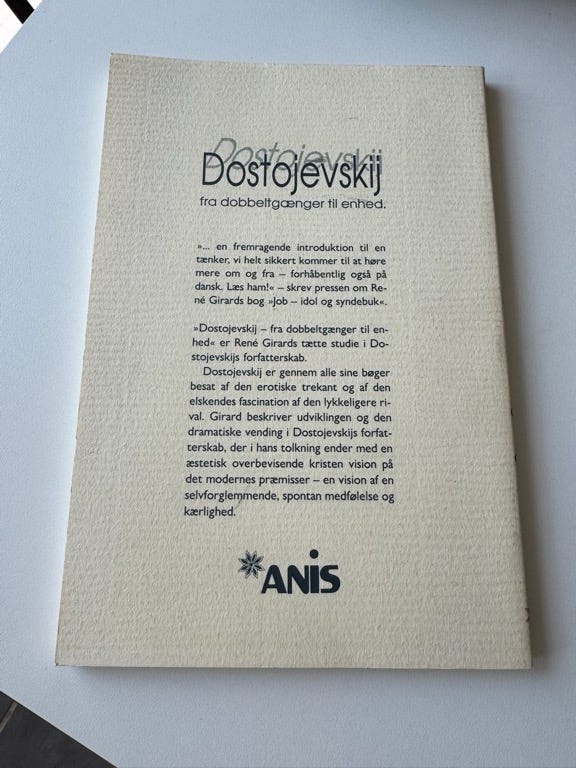 Dostojevskij
Dostojevskij
fra dobbeltgænger til enhed.
»... en fremragende introduktion til en
tænker, vi helt sikkert kommer til at høre
mere om og fra – forhåbentlig også på
dansk. Læs ham!« – skrev pressen om Re-
né Girards bog »Job – idol og syndebuk«.
»Dostojevskij – fra dobbeltgænger til en-
hed« er René Girards tætte studie i Do-
stojevskijs forfatterskab.
Dostojevskij er gennem alle sine bøger
besat af den erotiske trekant og af den
elskendes fascination af den lykkeligere ri-
val. Girard beskriver udviklingen og den
dramatiske vending i Dostojevskijs forfat-
terskab, der i hans tolkning ender med en
æstetisk overbevisende kristen vision på
det modernes præmisser – en vision af en
selvforglemmende, spontan medfølelse og
kærlighed.
ANIS